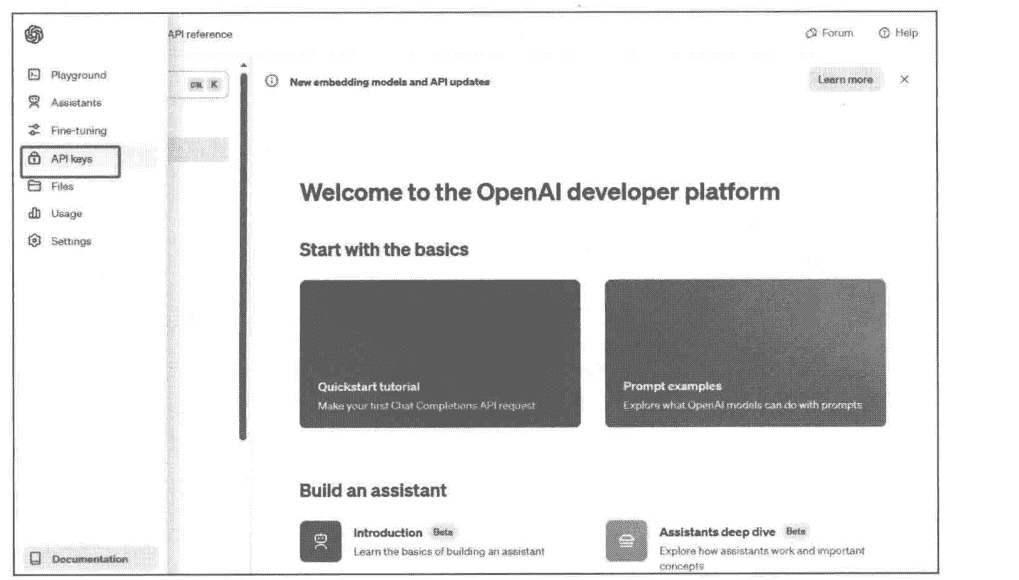 API reference
Forum
Help
Playground
Assistants
Fine-tuning
API keys
Files
Usage
Settings
Documentation
CTRL K
New embedding models and API updates
Learn more
Welcome to the OpenAI developer platform
Start with the basics
Quickstart tutorial
Make your first Chat Completions API request
Prompt examples
Explore what OpenAI models can do with prompts
Build an assistant
Introduction Beta
Learn the basics of building an assistant
Assistants deep dive Beta
Explore how assistants work and important
concepts